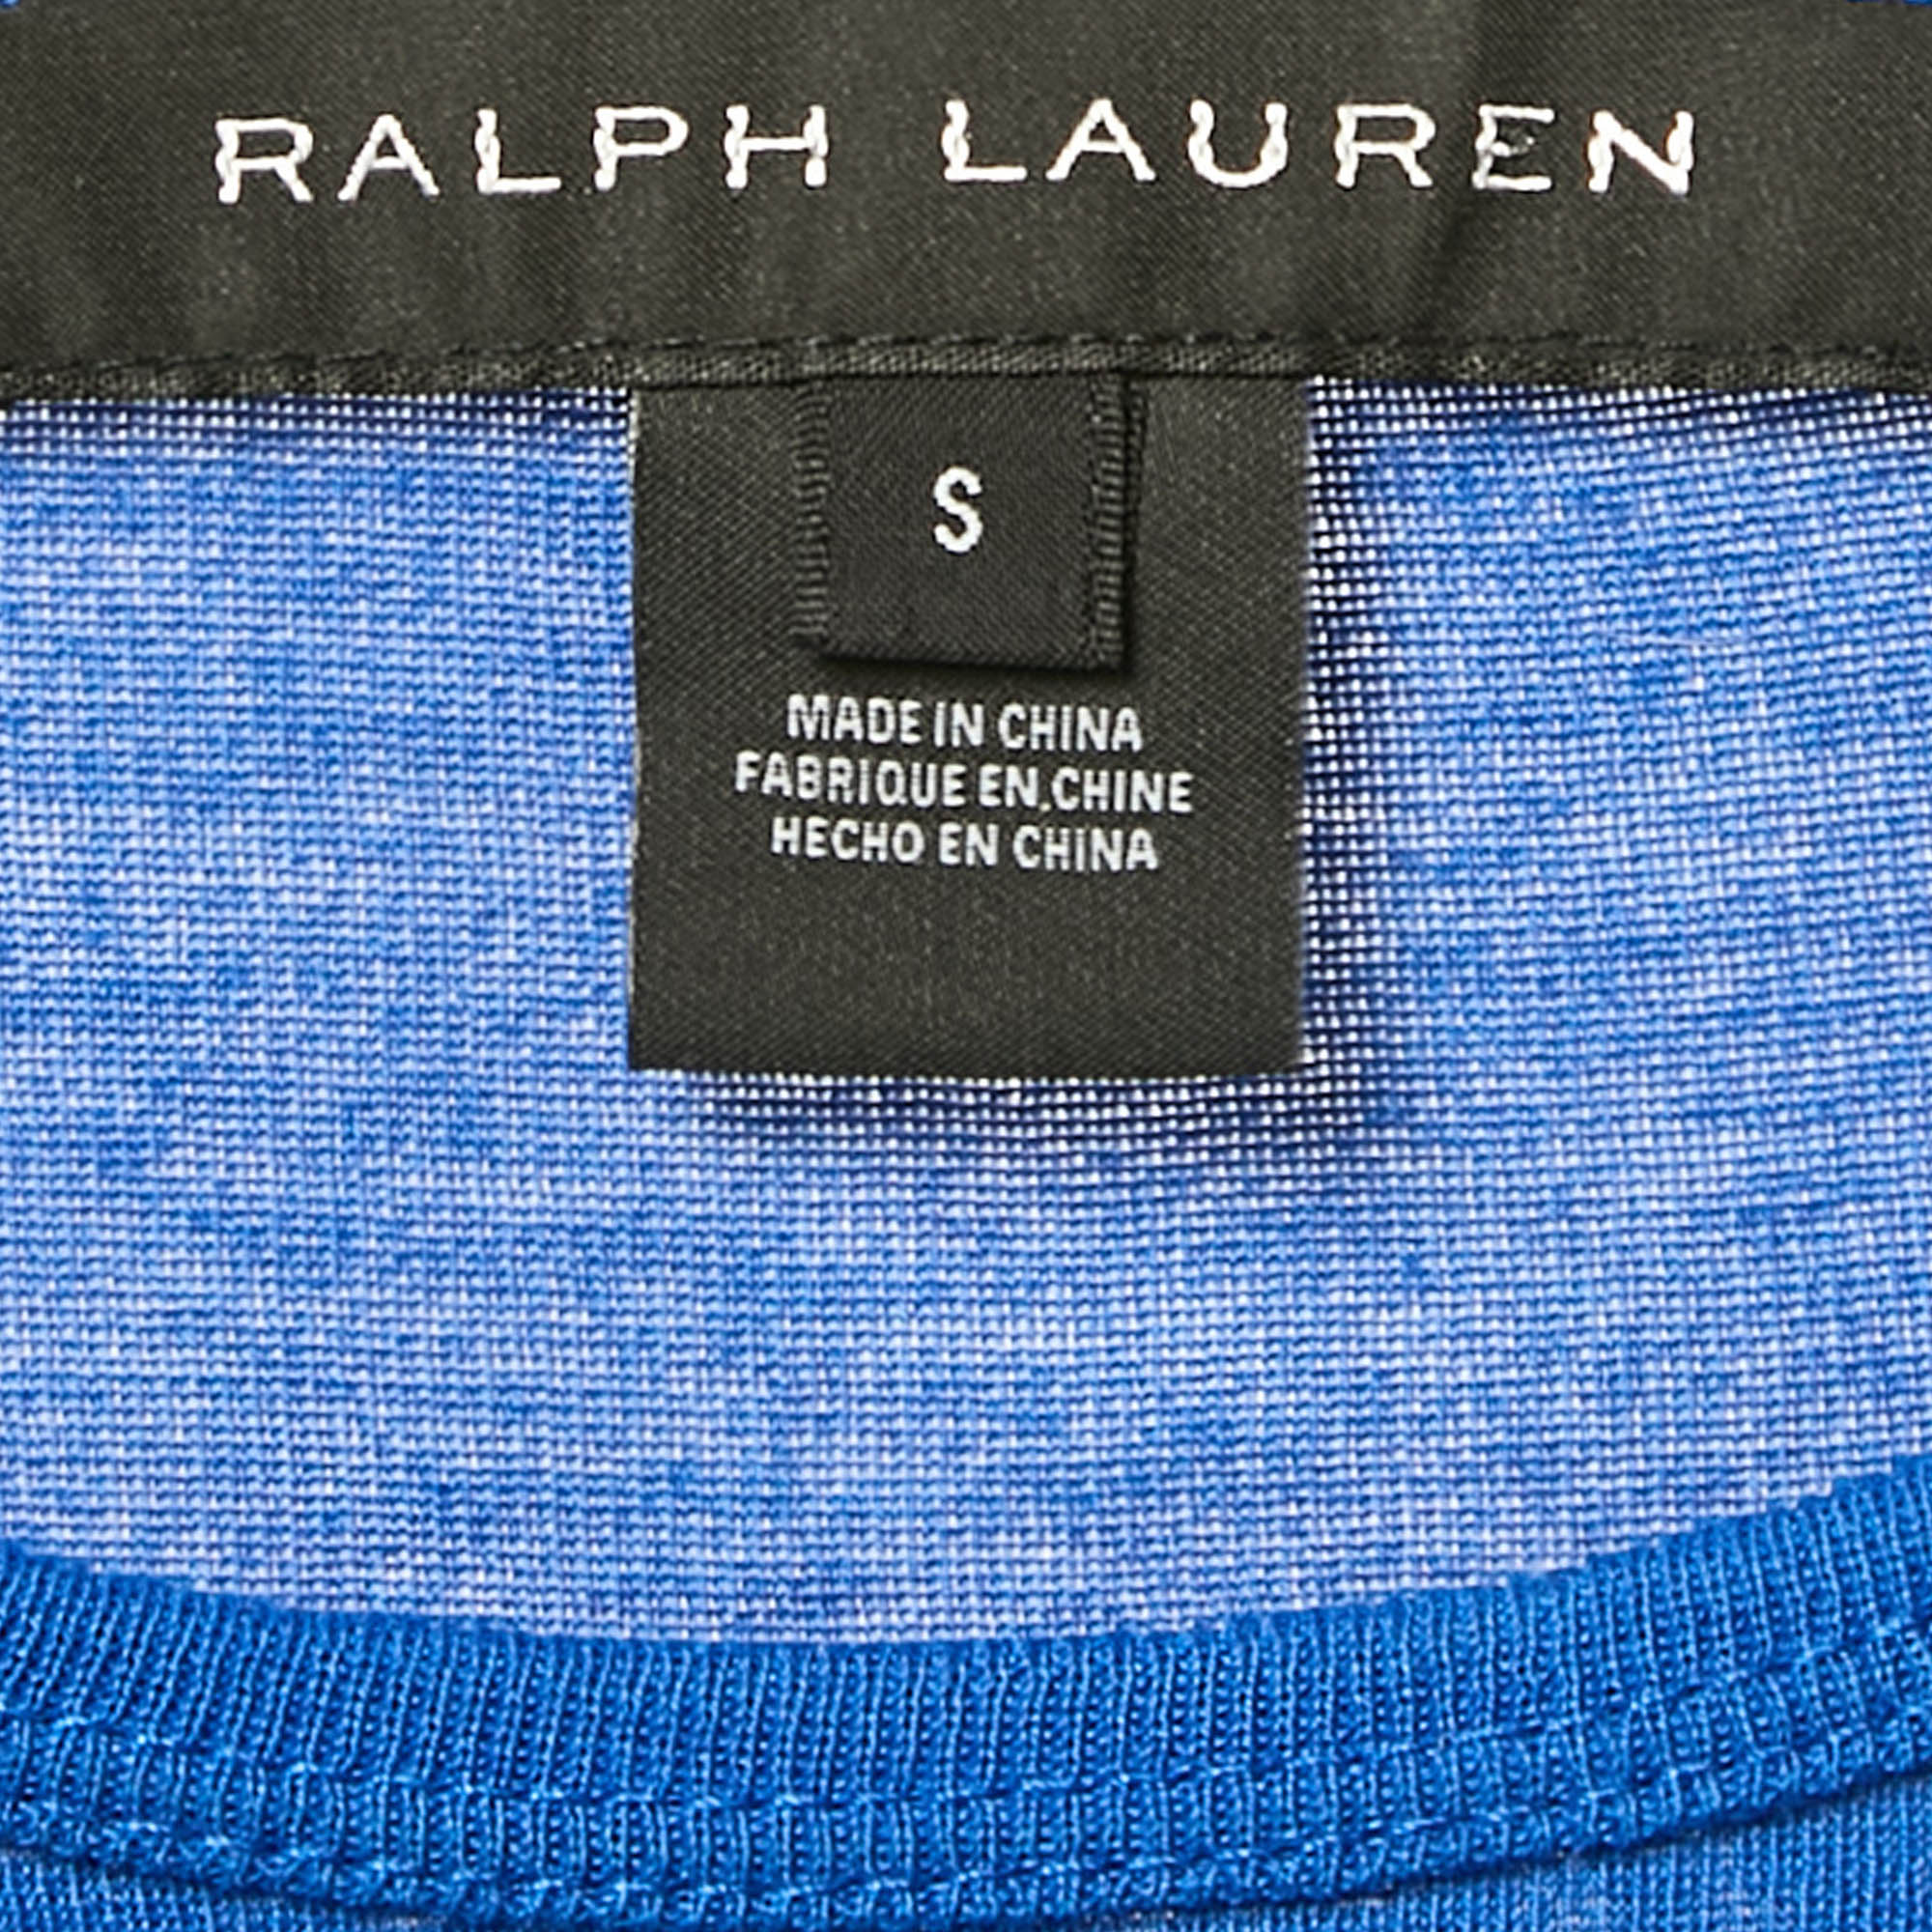 RALPH LAUREN
S
MADE IN CHINA
FABRIQUE EN CHINE
HECHO EN CHINA